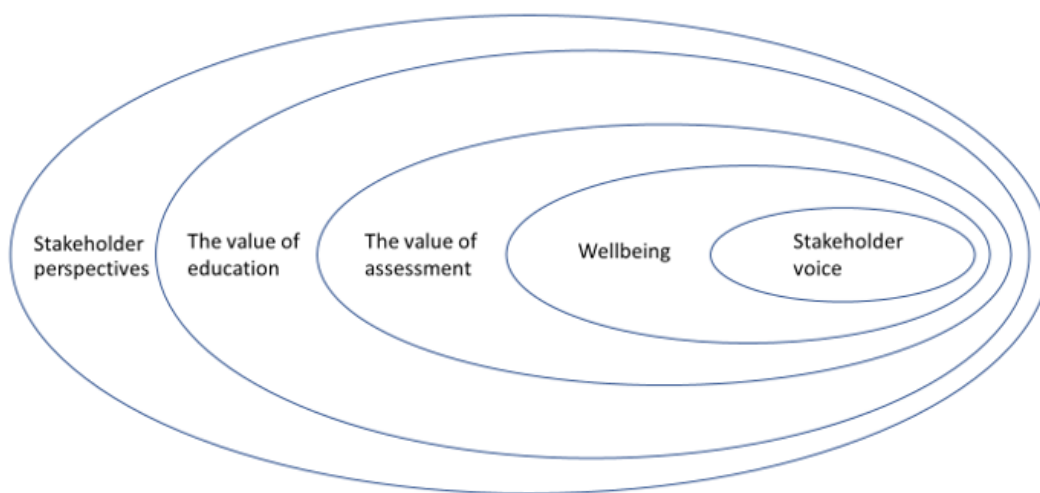 Stakeholder
perspectives
The value of
education
The value of
assessment
Wellbeing
Stakeholder
voice